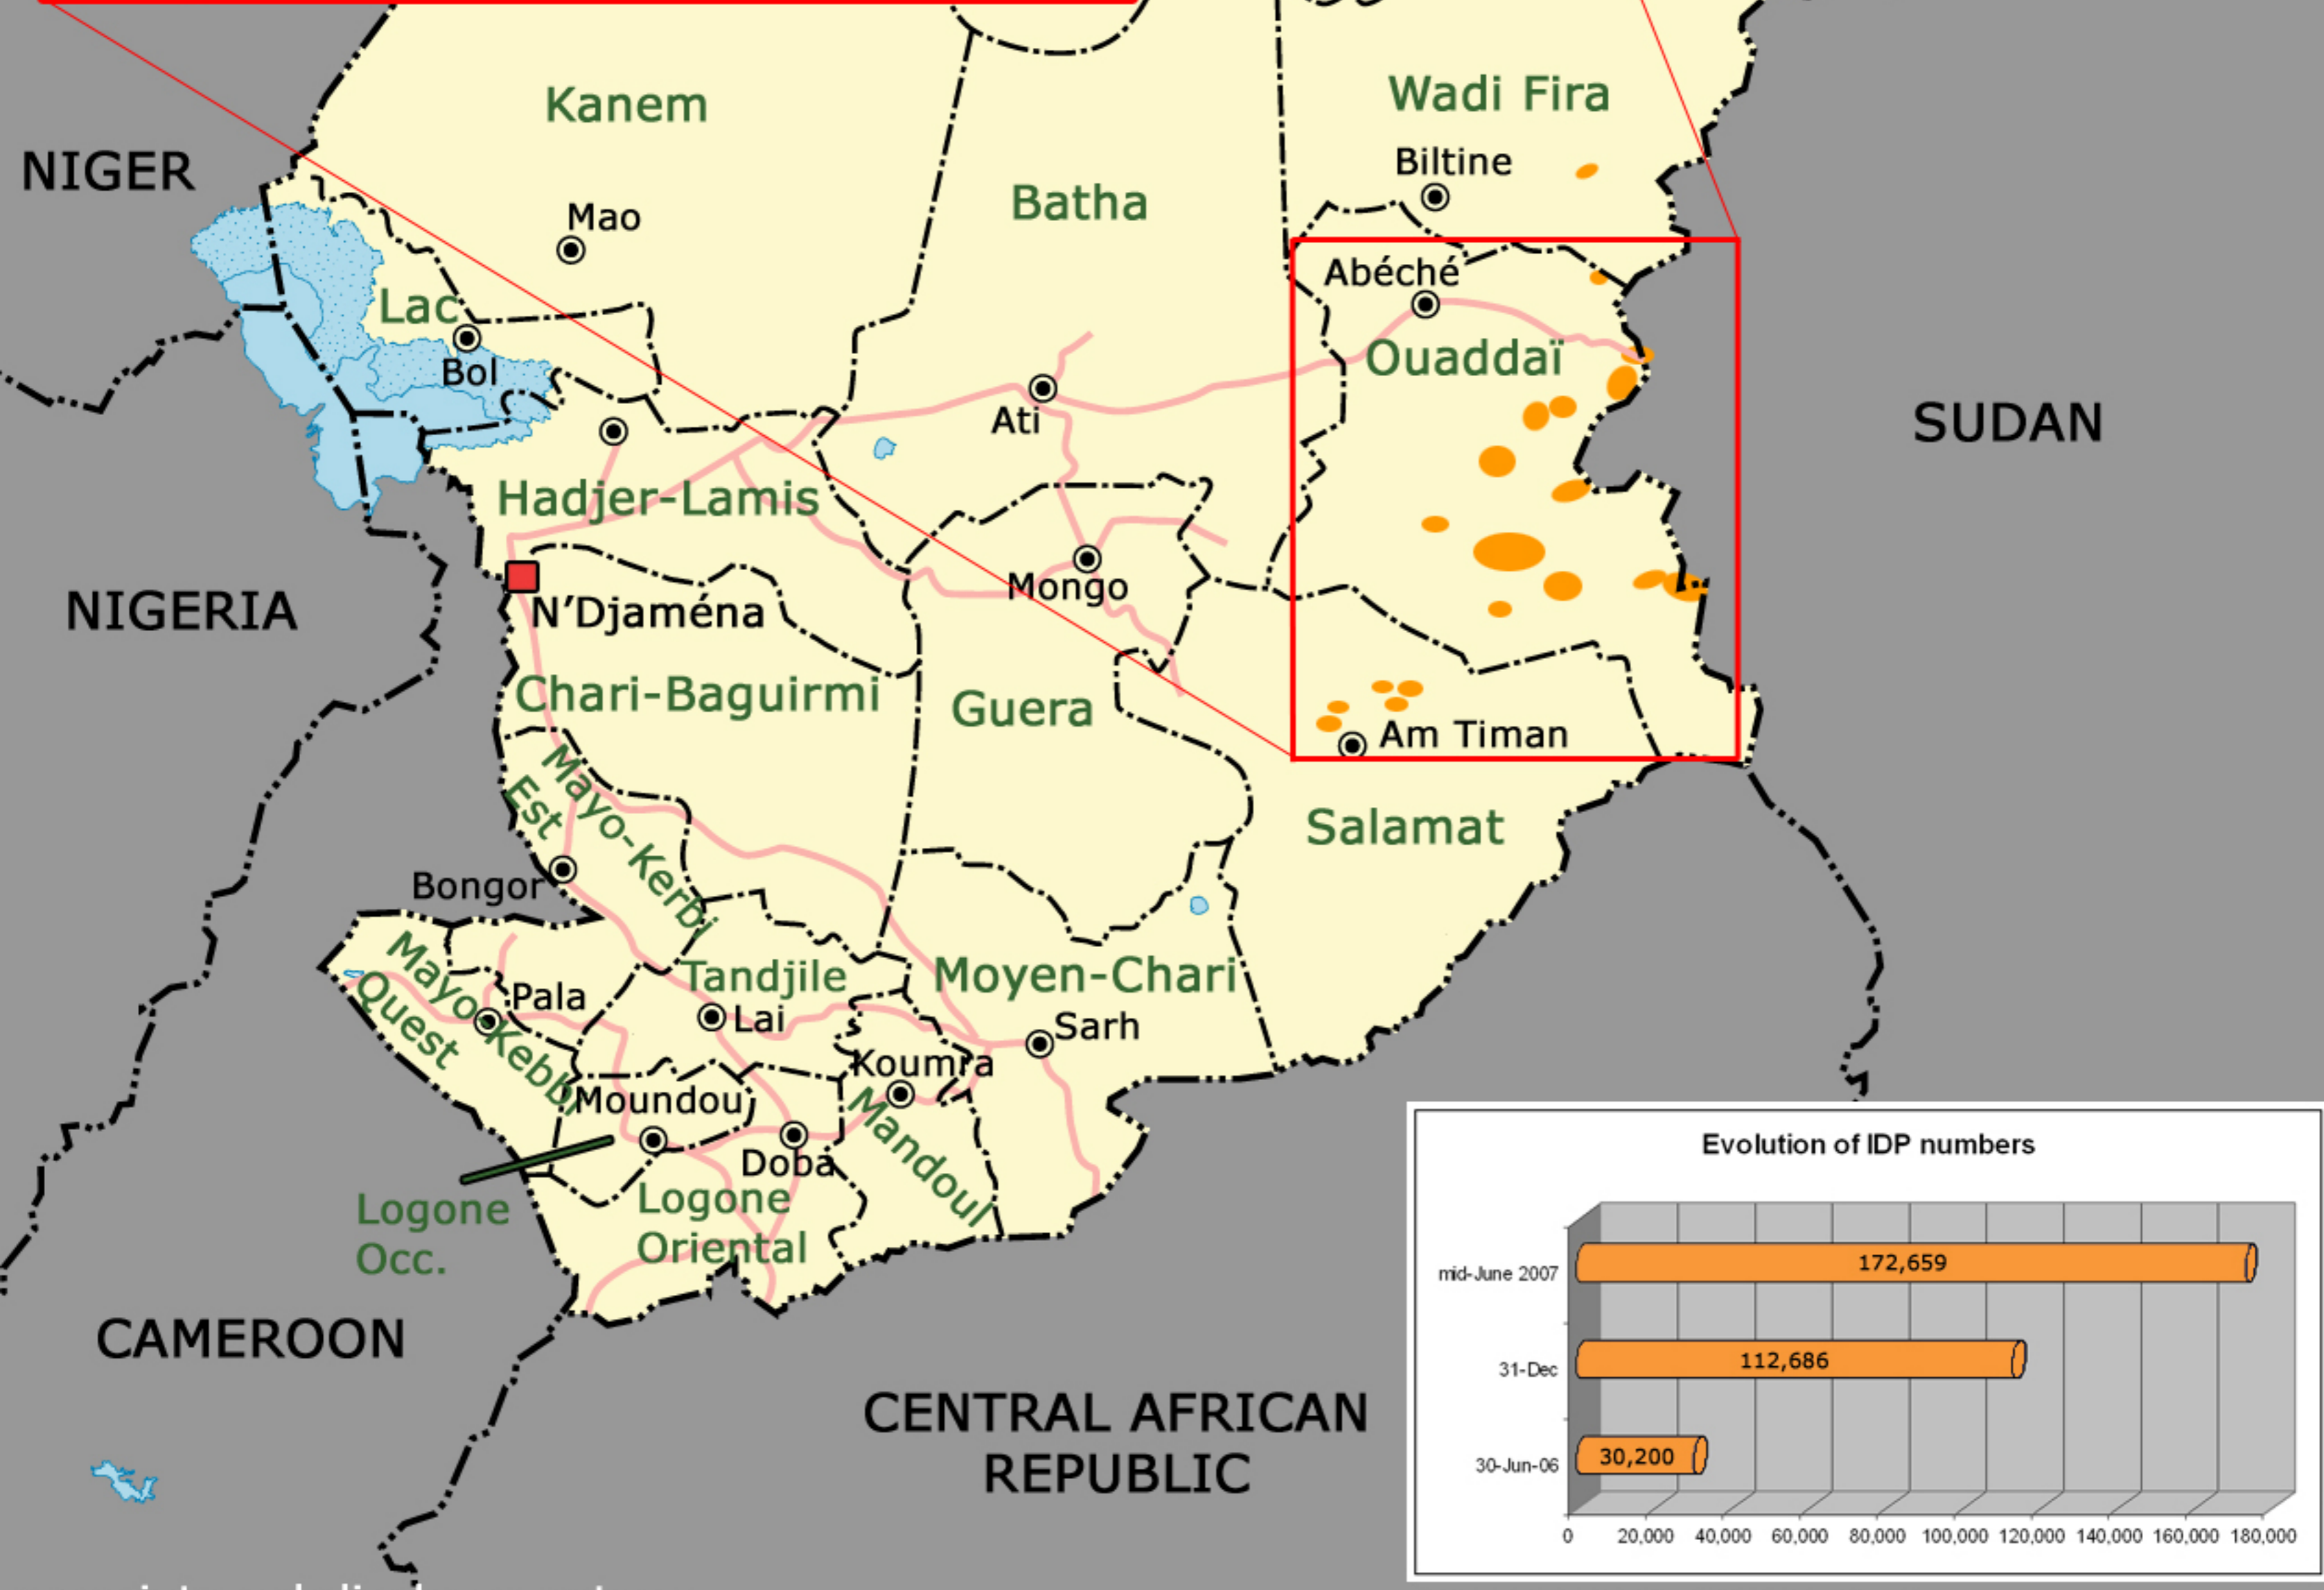 Kanem
Wadi Fira
NIGER
Biltine
Batha
Mao
Abéché
Lac
Bol
Ouaddaï
Ati
SUDAN
Hadjer-Lamis
Mongo
NIGERIA
N'Djaména
Chari-Baguirmi
Guera
Am Timan
Mayo-Kerbi
Est
Salamat
Bongor
Mayo-Kebbi
Quest
Tandjile
Moyen-Chari
Pala
Lai
Sarh
Koumra
Moundou
Mandoul
Doba
Logone
Occ.
Logone
Oriental
CAMEROON
CENTRAL AFRICAN
REPUBLIC
Evolution of IDP numbers
mid-June 2007
172,659
31-Dec
112,686
30-Jun-06
30,200
0 20,000 40,000 60,000 80,000 100,000 120,000 140,000 160,000 180,000